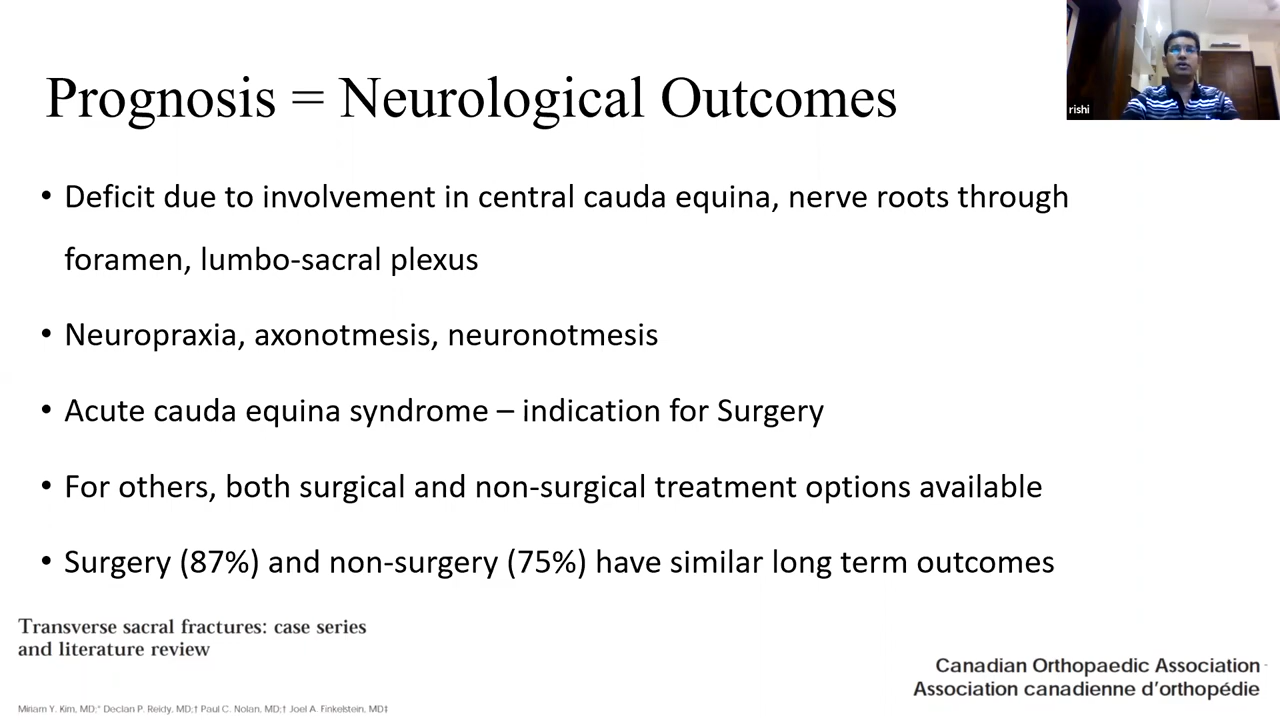 Prognosis = Neurological Outcomes
rishi
• Deficit due to involvement in central cauda equina, nerve roots through
foramen, lumbo-sacral plexus
• Neuropraxia, axonotmesis, neuronotmesis
• Acute cauda equina syndrome – indication for Surgery
• For others, both surgical and non-surgical treatment options available
• Surgery (87%) and non-surgery (75%) have similar long term outcomes
Transverse sacral fractures: case series
and literature review
Canadian Orthopaedic Association
Association canadienne d'orthopédie
Miriam Y. Kim, MD;* Declan P. Reidy, MD;† Paul C. Nolan, MD;† Joel A. Finkelstein, MD‡